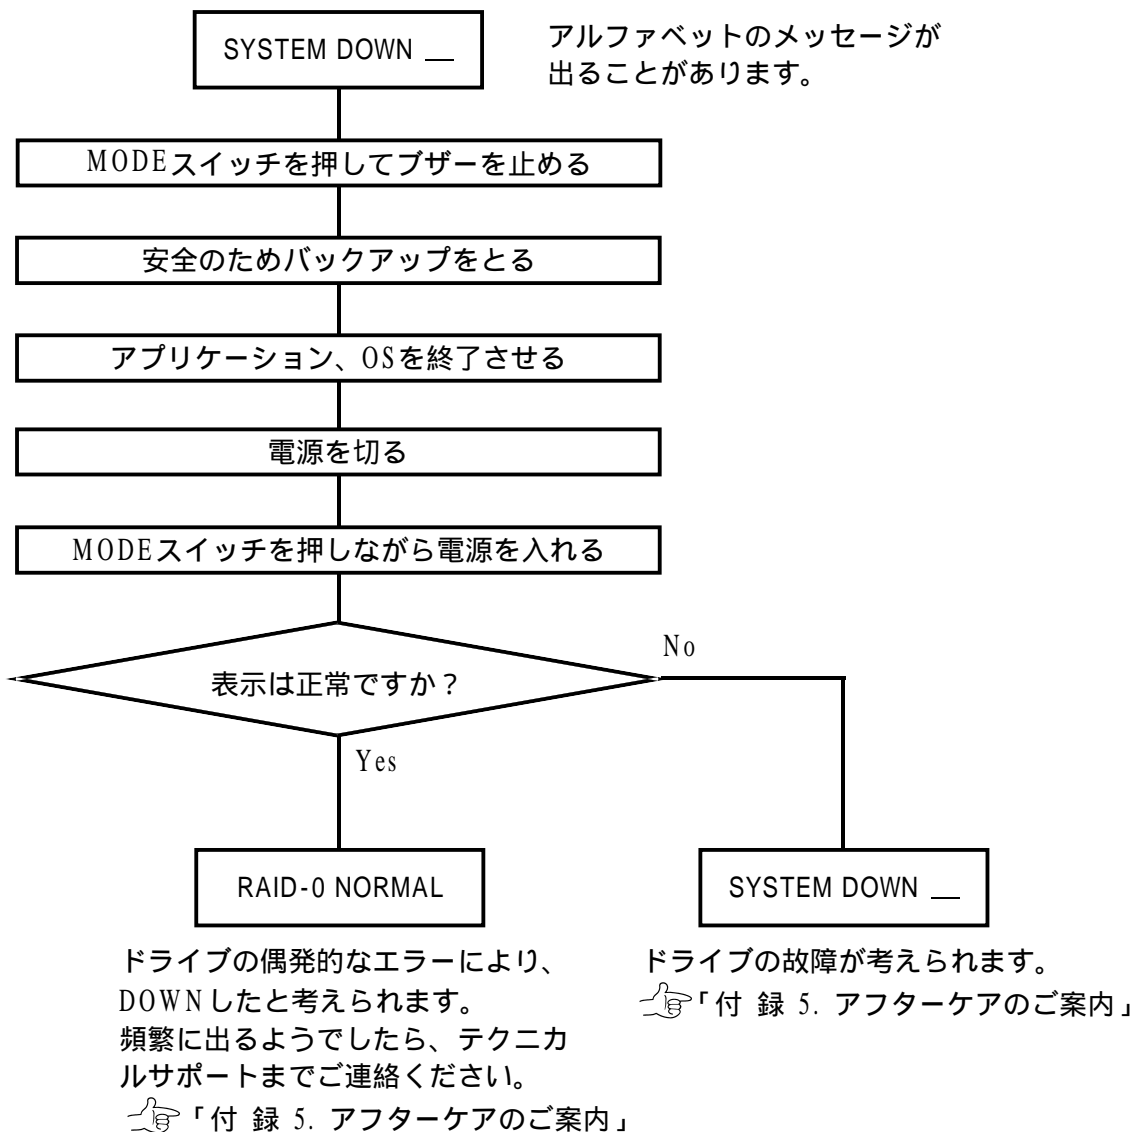 SYSTEM DOWN __
アルファベットのメッセージが
出ることがあります。
MODEスイッチを押してブザーを止める
安全のためバックアップをとる
アプリケーション、OSを終了させる
電源を切る
MODEスイッチを押しながら電源を入れる
表示は正常ですか？
No
Yes
RAID-0 NORMAL
ドライブの偶発的なエラーにより、
DOWNしたと考えられます。
頻繁に出るようでしたら、テクニカ
ルサポートまでご連絡ください。
「付 録 5. アフターケアのご案内」
SYSTEM DOWN __
ドライブの故障が考えられます。
「付 録 5. アフターケアのご案内」